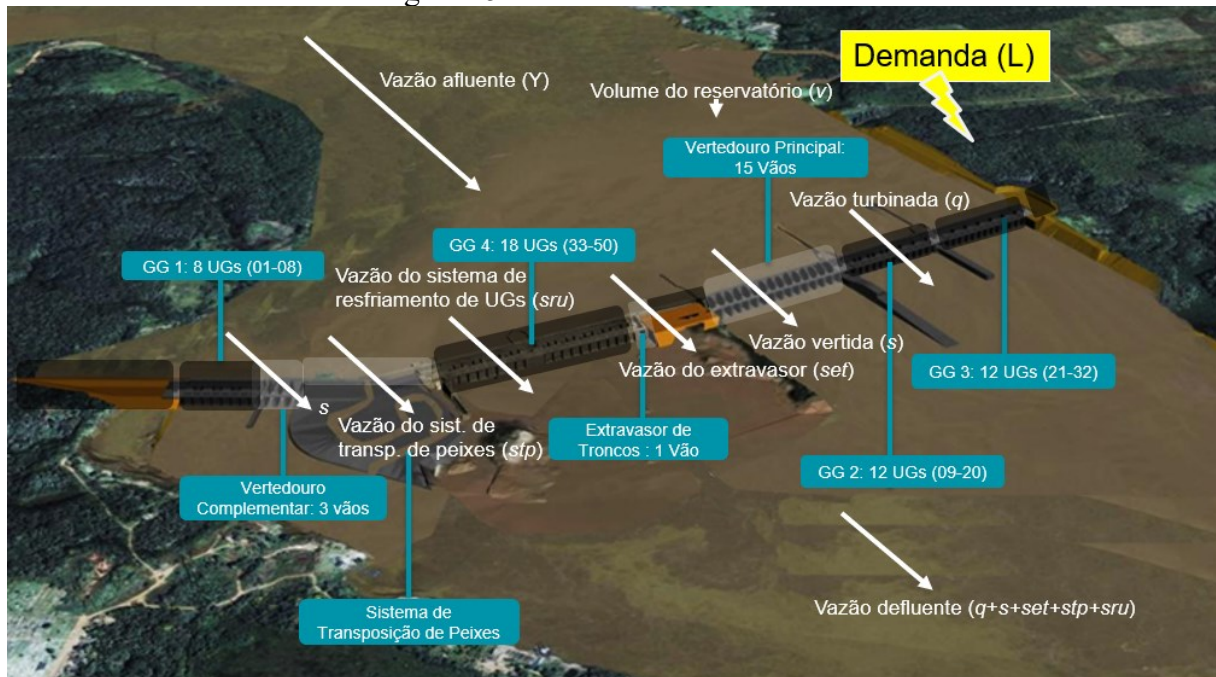 Demanda (L)
Vazão afluente (Y)
Volume do reservatório (v)
Vertedouro Principal:
15 Vãos
Vazão turbinada (q)
GG 4: 18 UGs (33-50)
GG 1: 8 UGs (01-08)
Vazão do sistema de
resfriamento de UGs (sru)
Vazão vertida (s)
Vazão do extravasor (set)
GG 3: 12 UGs (21-32)
s
Vazão do sist. de
transp. de peixes (stp)
Extravasor de
Troncos : 1 Vão
GG 2: 12 UGs (09-20)
Vertedouro
Complementar: 3 vãos
Vazão defluente (q+s+set+stp+sru)
Sistema de
Transposição de Peixes